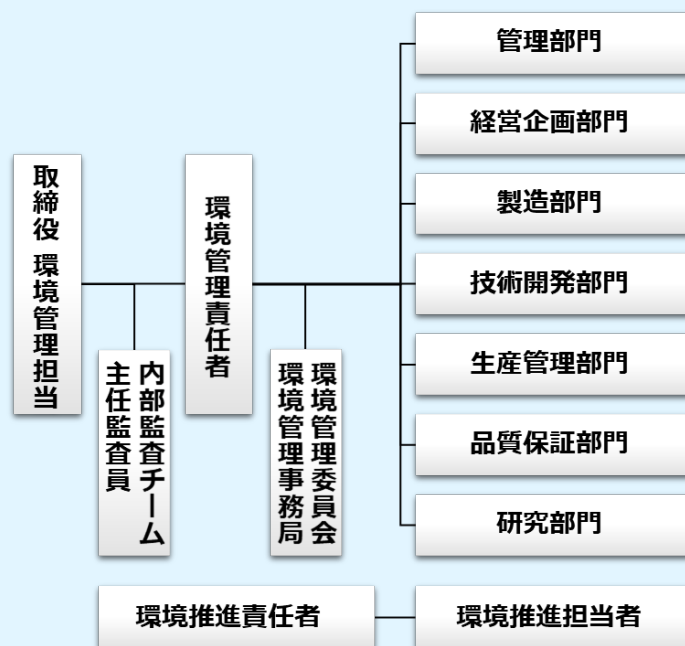 取締役 環境管理担当
内部監査チーム
主任監査員
環境管理責任者
環境管理委員会
環境管理事務局
管理部門
経営企画部門
製造部門
技術開発部門
生産管理部門
品質保証部門
研究部門
環境推進責任者
環境推進担当者